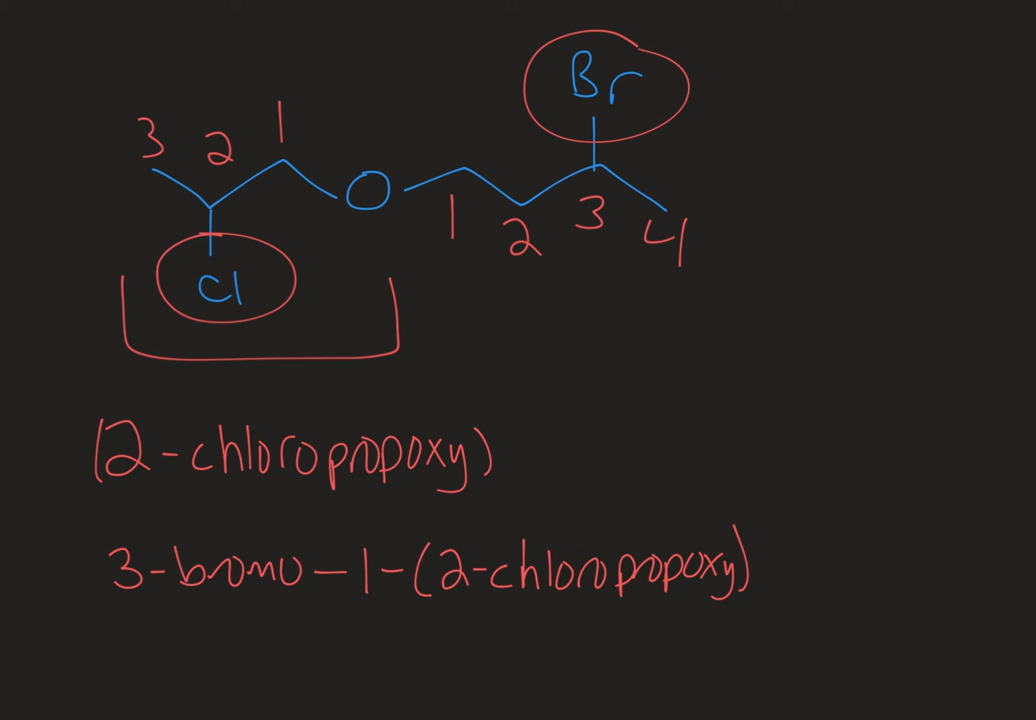 Br
3 2 1
O
1 2 3 4
Cl
(2-chloropropoxy)
3-bromo-1-(2-chloropropoxy)